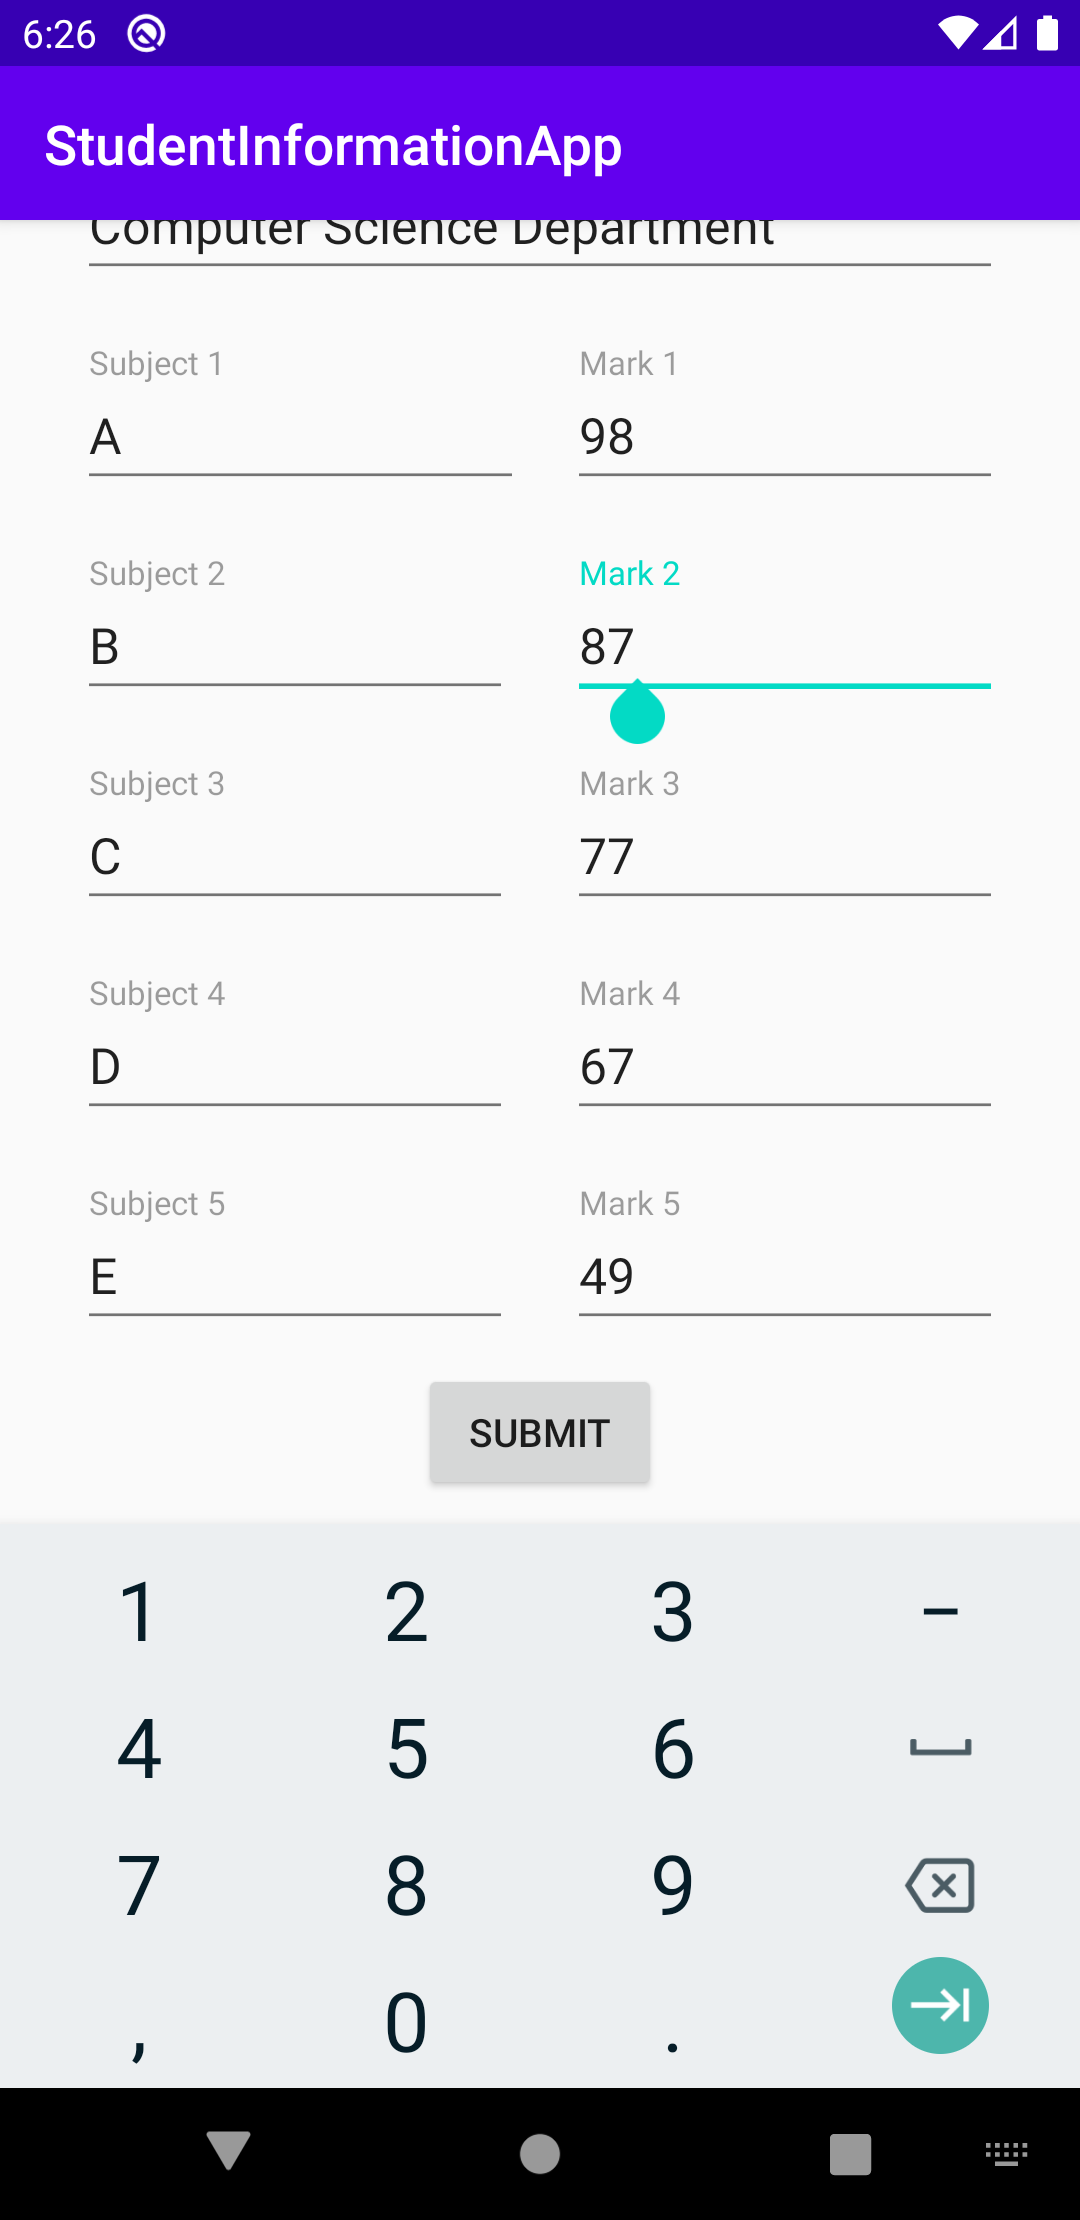 6:26
StudentInformationApp
Computer Science Department
Subject 1 Mark 1
A 98
Subject 2 Mark 2
B 87
Subject 3 Mark 3
C 77
Subject 4 Mark 4
D 67
Subject 5 Mark 5
E 49
SUBMIT
1 2 3 –
4 5 6
7 8 9
, 0 .